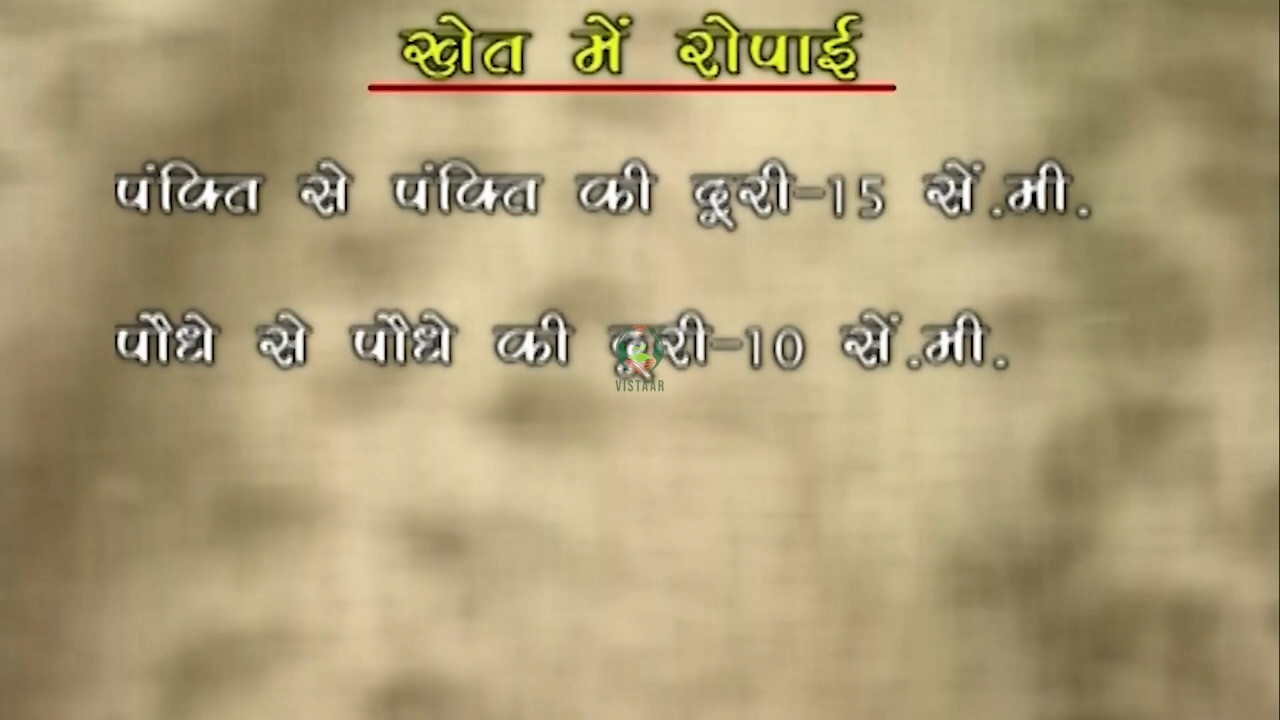 खेत में रोपाई
पंक्ति से पंक्ति की दूरी-15 सें.मी.
पौधे से पौधे की दूरी-10 सें.मी.
VISTAAR